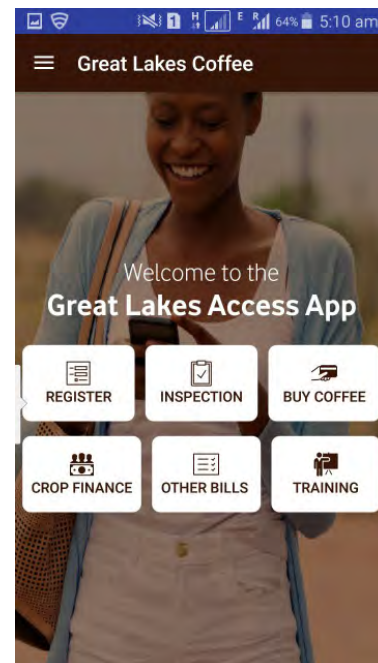 1 H E R 64% 5:10 am
Great Lakes Coffee
Welcome to the
Great Lakes Access App
REGISTER INSPECTION BUY COFFEE
CROP FINANCE OTHER BILLS TRAINING